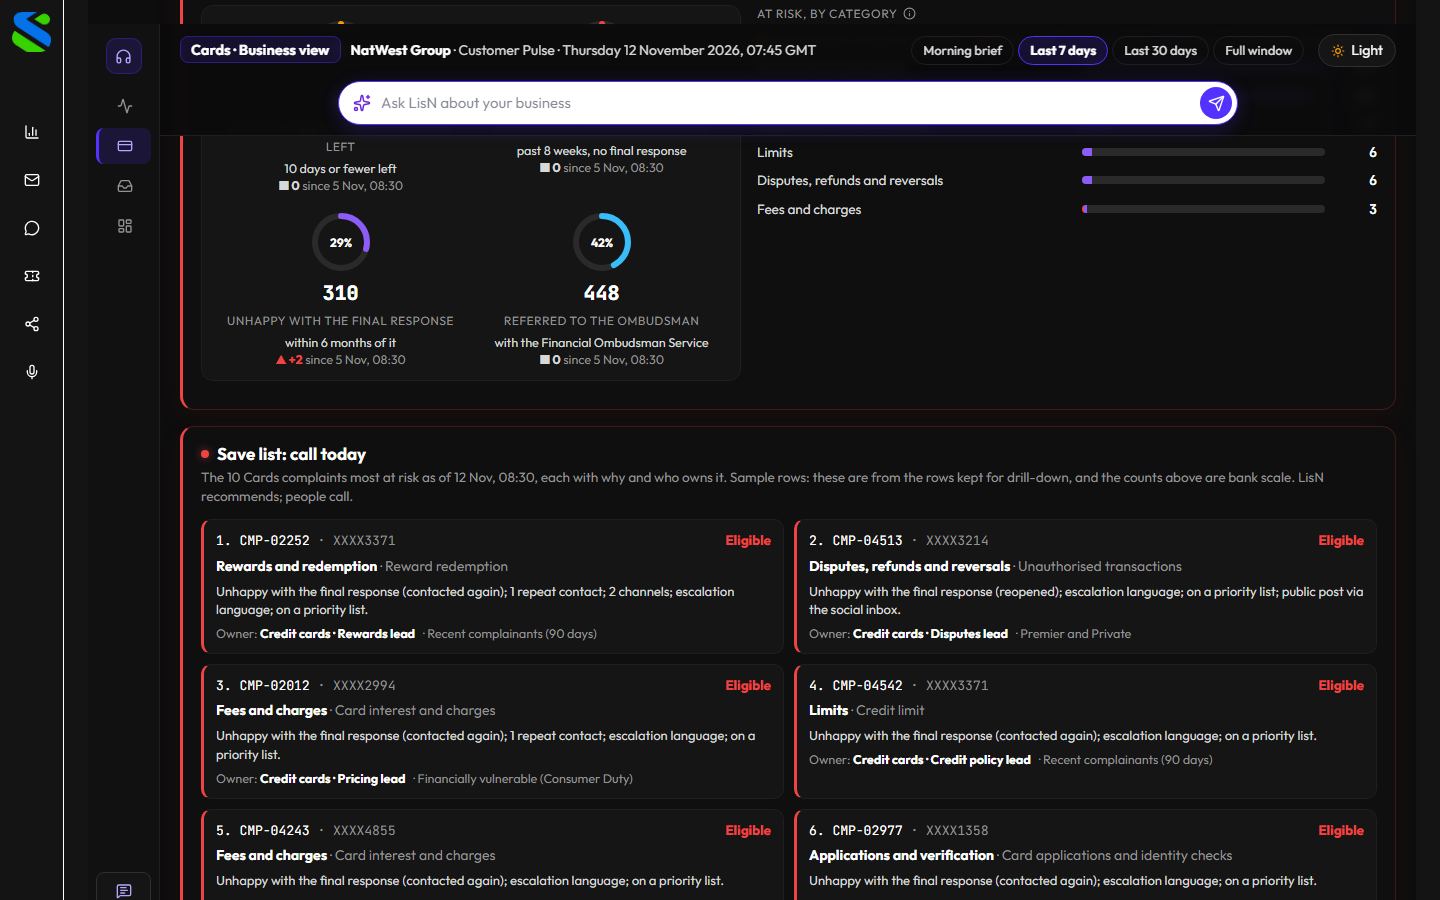 AT RISK, BY CATEGORY
Cards · Business view
NatWest Group · Customer Pulse · Thursday 12 November 2026, 07:45 GMT
Morning brief
Last 7 days
Last 30 days
Full window
Light
Ask LisN about your business
LEFT
10 days or fewer left
0 since 5 Nov, 08:30
past 8 weeks, no final response
0 since 5 Nov, 08:30
Limits 6
Disputes, refunds and reversals 6
Fees and charges 3
29%
310
UNHAPPY WITH THE FINAL RESPONSE
within 6 months of it
▲ +2 since 5 Nov, 08:30
42%
448
REFERRED TO THE OMBUDSMAN
with the Financial Ombudsman Service
0 since 5 Nov, 08:30
Save list: call today
The 10 Cards complaints most at risk as of 12 Nov, 08:30, each with why and who owns it. Sample rows: these are from the rows kept for drill-down, and the counts above are bank scale. LisN
recommends; people call.
1. CMP-02252 · XXXX3371 Eligible
Rewards and redemption · Reward redemption
Unhappy with the final response (contacted again); 1 repeat contact; 2 channels; escalation
language; on a priority list.
Owner: Credit cards · Rewards lead · Recent complainants (90 days)
2. CMP-04513 · XXXX3214 Eligible
Disputes, refunds and reversals · Unauthorised transactions
Unhappy with the final response (reopened); escalation language; on a priority list; public post via
the social inbox.
Owner: Credit cards · Disputes lead · Premier and Private
3. CMP-02012 · XXXX2994 Eligible
Fees and charges · Card interest and charges
Unhappy with the final response (contacted again); 1 repeat contact; escalation language; on a
priority list.
Owner: Credit cards · Pricing lead · Financially vulnerable (Consumer Duty)
4. CMP-04542 · XXXX3371 Eligible
Limits · Credit limit
Unhappy with the final response (contacted again); escalation language; on a priority list.
Owner: Credit cards · Credit policy lead · Recent complainants (90 days)
5. CMP-04243 · XXXX4855 Eligible
Fees and charges · Card interest and charges
Unhappy with the final response (contacted again); escalation language; on a priority list.
6. CMP-02977 · XXXX1358 Eligible
Applications and verification · Card applications and identity checks
Unhappy with the final response (contacted again); escalation language; on a priority list.